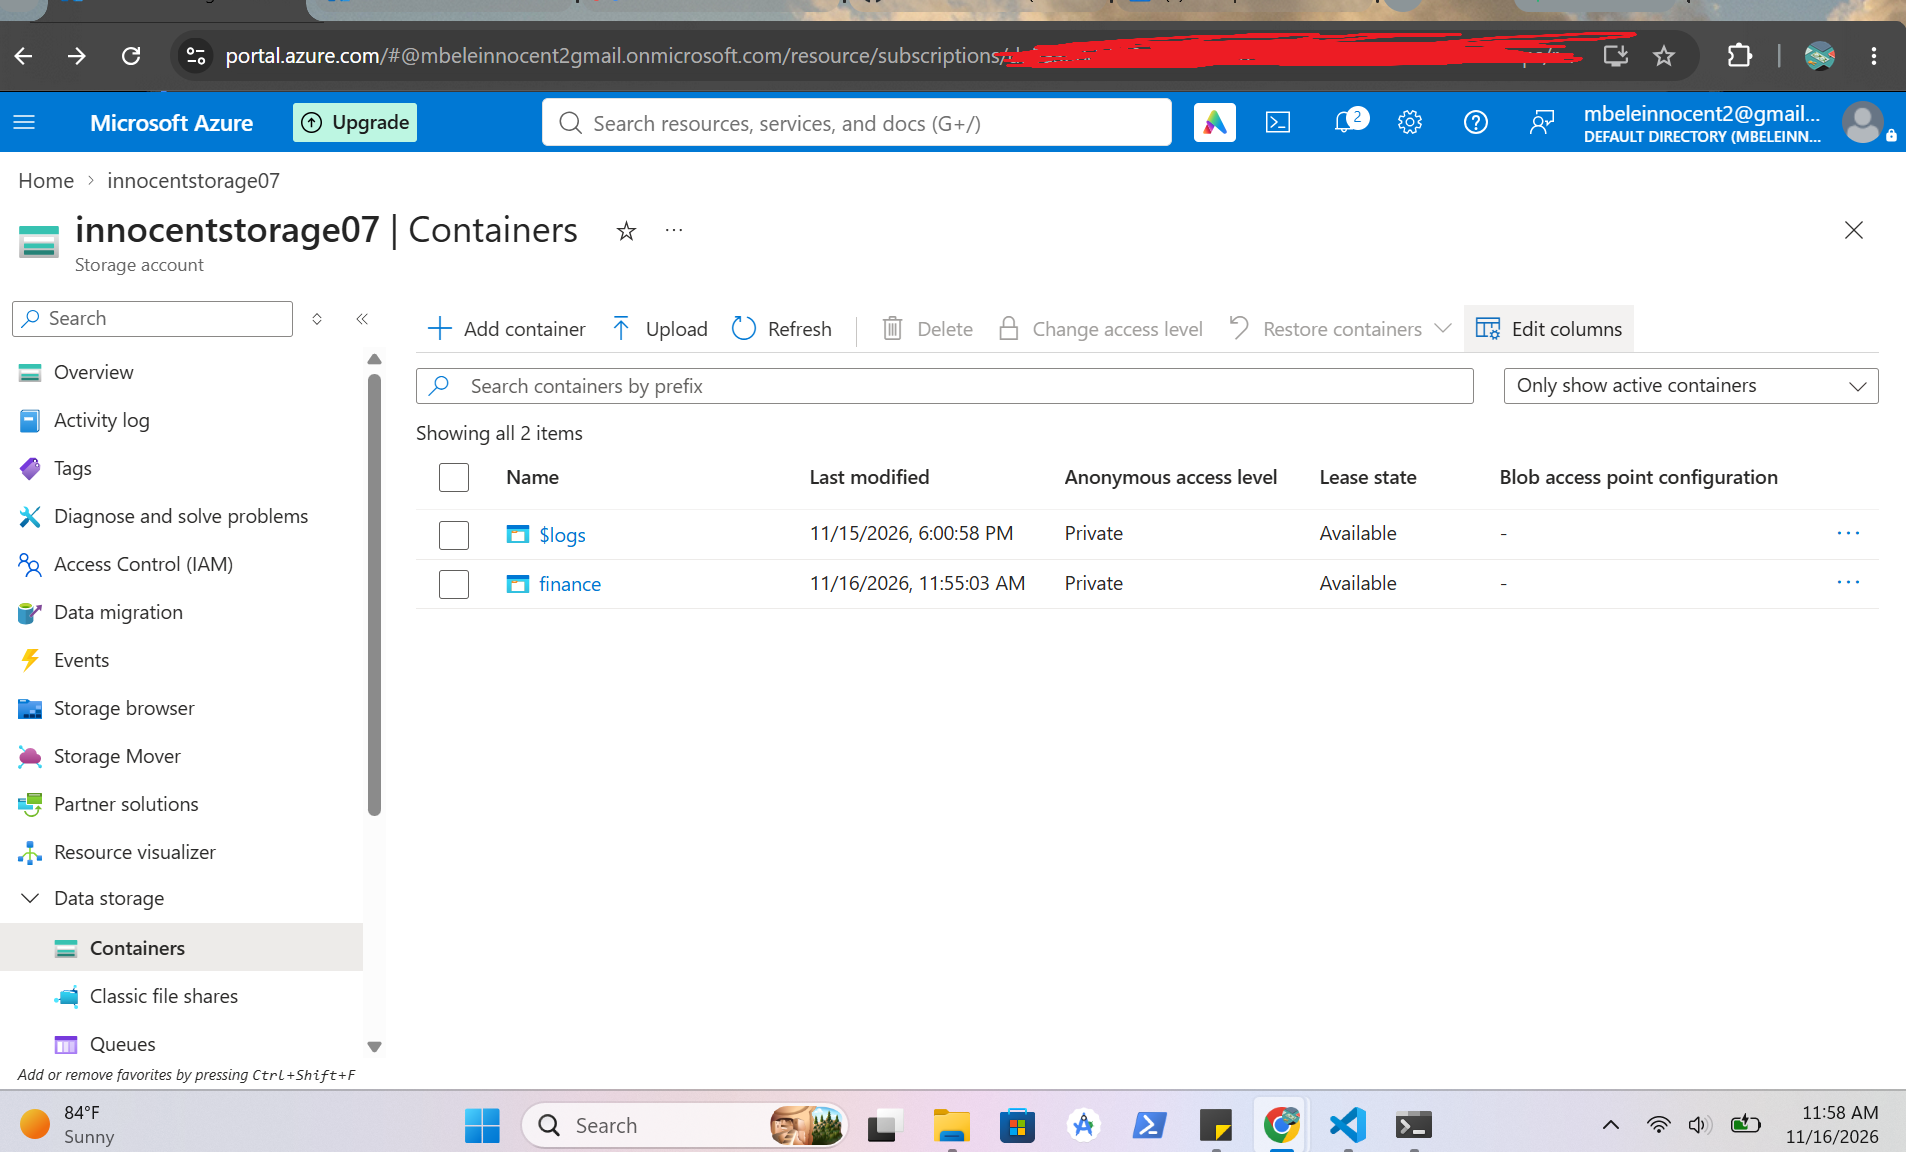 portal.azure.com/#@mbeleinnocent2gmail.onmicrosoft.com/resource/subscriptions/
Microsoft Azure
Upgrade
Search resources, services, and docs (G+/)
2
mbeleinnocent2@gmail...
DEFAULT DIRECTORY (MBELEINN...
Home > innocentstorage07
innocentstorage07 | Containers
Storage account
Search
Add container
Upload
Refresh
Delete
Change access level
Restore containers
Edit columns
Search containers by prefix
Only show active containers
Showing all 2 items
Name Last modified Anonymous access level Lease state Blob access point configuration
$logs 11/15/2026, 6:00:58 PM Private Available -
finance 11/16/2026, 11:55:03 AM Private Available -
Overview
Activity log
Tags
Diagnose and solve problems
Access Control (IAM)
Data migration
Events
Storage browser
Storage Mover
Partner solutions
Resource visualizer
Data storage
Containers
Classic file shares
Queues
Add or remove favorites by pressing Ctrl+Shift+F
84°F
Sunny
Search
11:58 AM
11/16/2026